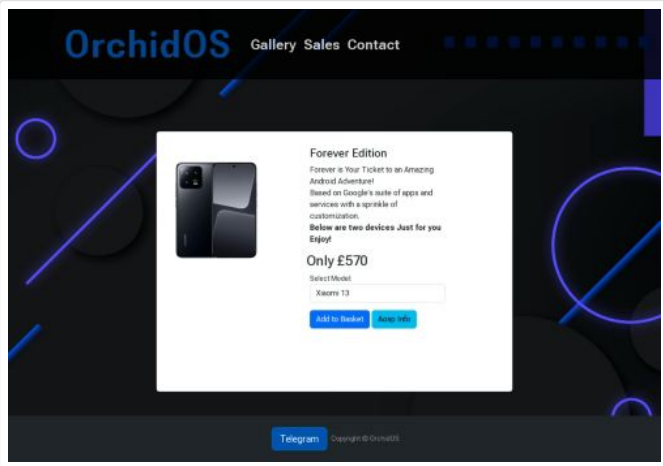 OrchidOS
Gallery Sales Contact
Forever Edition
Forever is Your Ticket to an Amazing
Android Adventure!
Based on Google's suite of apps and
services with a sprinkle of
customization.
Below are two devices Just for you
Enjoy!
Only £570
Select Model:
Xiaomi 13
Add to Basket Aosp Info
Telegram Copyright © OrchidOS